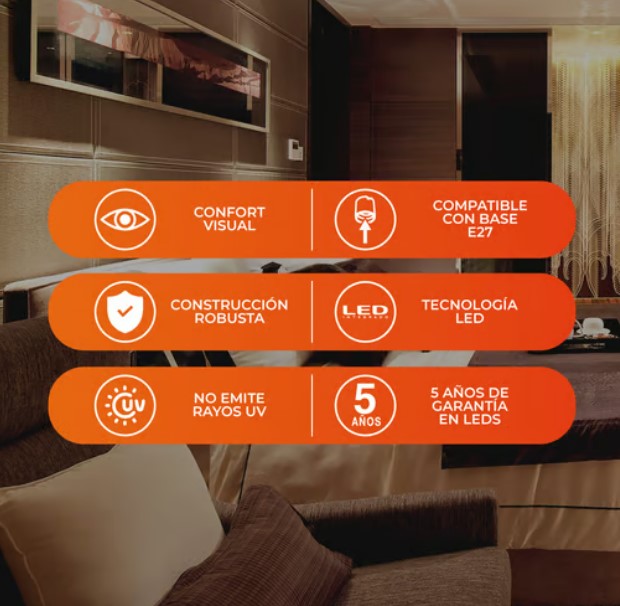 CONFORT
VISUAL
COMPATIBLE
CON BASE
E27
CONSTRUCCIÓN
ROBUSTA
LED
INTEGRADO
TECNOLOGÍA
LED
UV
NO EMITE
RAYOS UV
5
AÑOS
5 AÑOS DE
GARANTÍA
EN LEDS